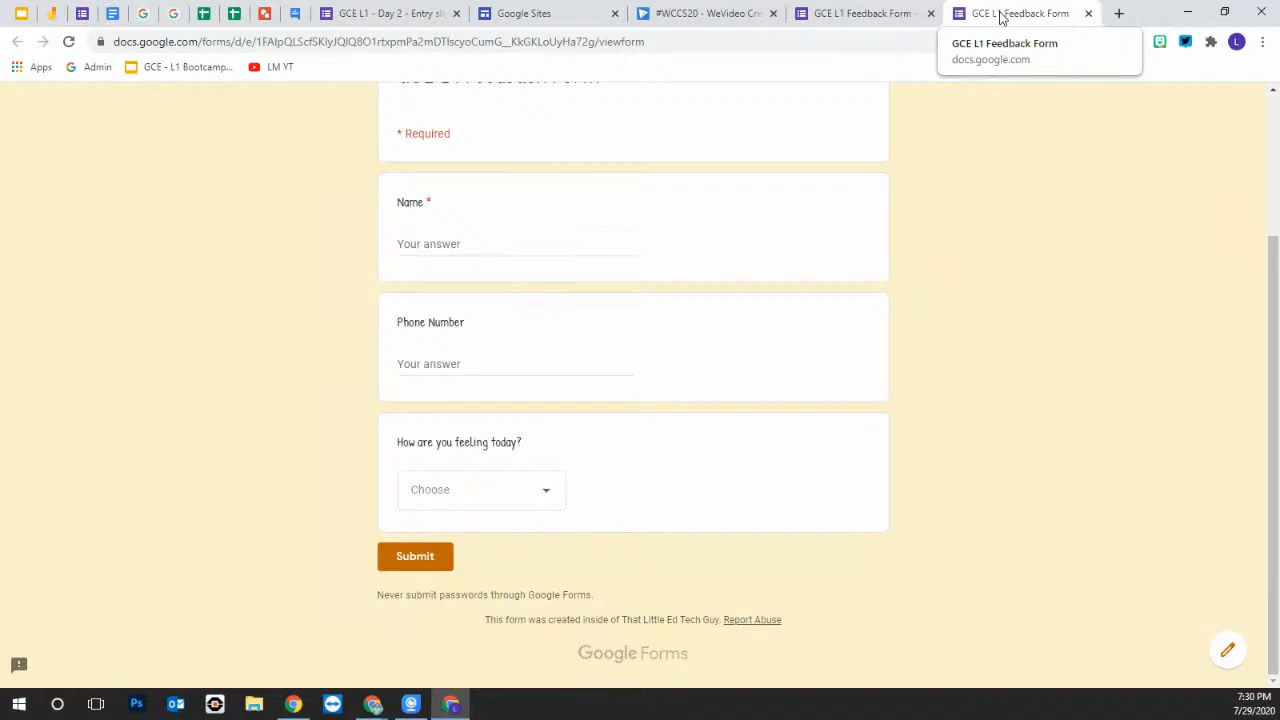 GCE L1 - Day 2 - Entry sl
Google Sites
#WCCS20 - WeVideo Cre
GCE L1 Feedback Form -
GCE L1 Feedback Form
docs.google.com/forms/d/e/
/viewform
L
Apps
Admin
GCE - L1 Bootcamp...
LM YT
GCE L1 Feedback Form
docs.google.com
* Required
Name *
Your answer
Phone Number
Your answer
How are you feeling today?
Choose
Submit
Never submit passwords through Google Forms.
This form was created inside of That Little Ed Tech Guy. Report Abuse
Google Forms
Ps
7:30 PM
7/29/2020